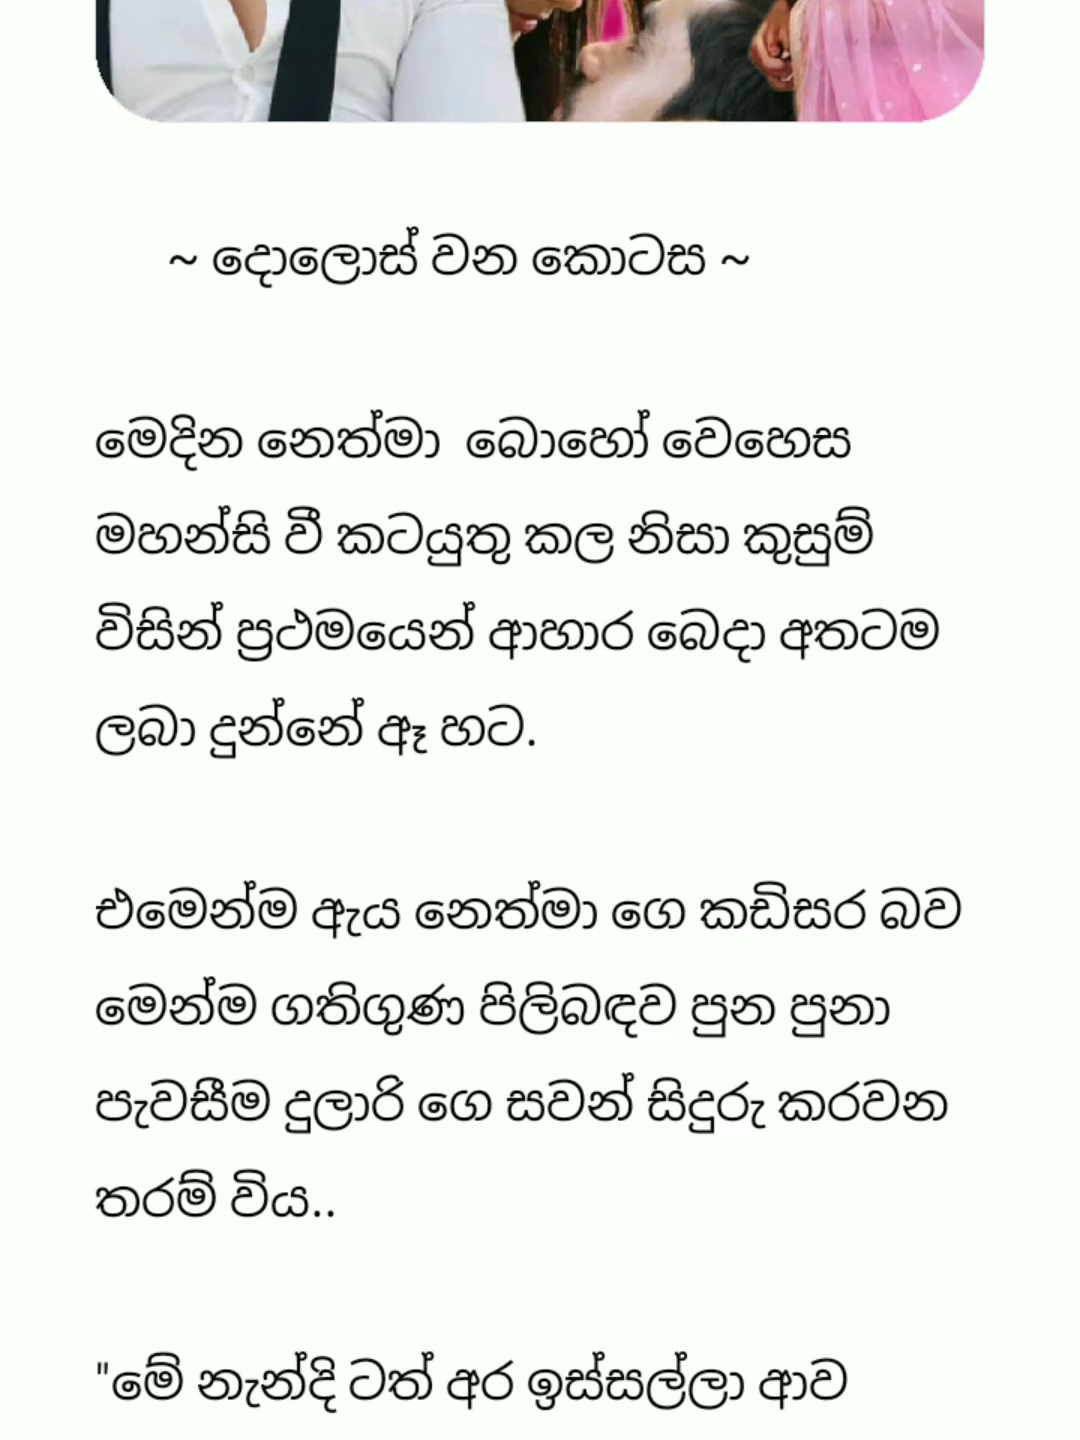 ~ දොලොස් වන කොටස ~
මෙදින නෙත්මා  බොහෝ වෙහෙස
මහන්සි වී කටයුතු කල නිසා කුසුම්
විසින් ප්‍රථමයෙන් ආහාර බෙදා අතටම
ලබා දුන්නේ ඈ හට.
එමෙන්ම ඇය නෙත්මා ගෙ කඩිසර බව
මෙන්ම ගතිගුණ පිලිබඳව පුන පුනා
පැවසීම දුලාරි ගෙ සවන් සිදුරු කරවන
තරම් විය..
"මේ නැන්දි ටත් අර ඉස්සල්ලා ආව